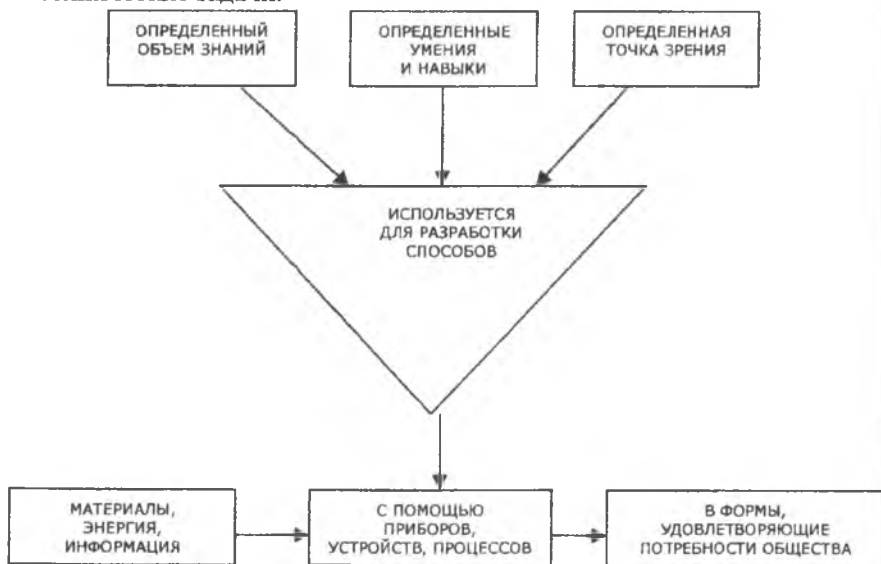 ОПРЕДЕЛЕННЫЙ
ОБЪЕМ ЗНАНИЙ
ОПРЕДЕЛЕННЫЕ
УМЕНИЯ
И НАВЫКИ
ОПРЕДЕЛЕННАЯ
ТОЧКА ЗРЕНИЯ
ИСПОЛЬЗУЕТСЯ
ДЛЯ РАЗРАБОТКИ
СПОСОБОВ
МАТЕРИАЛЫ,
ЭНЕРГИЯ,
ИНФОРМАЦИЯ
С ПОМОЩЬЮ
ПРИБОРОВ,
УСТРОЙСТВ, ПРОЦЕССОВ
В ФОРМЫ,
УДОВЛЕТВОРЯЮЩИЕ
ПОТРЕБНОСТИ ОБЩЕСТВА